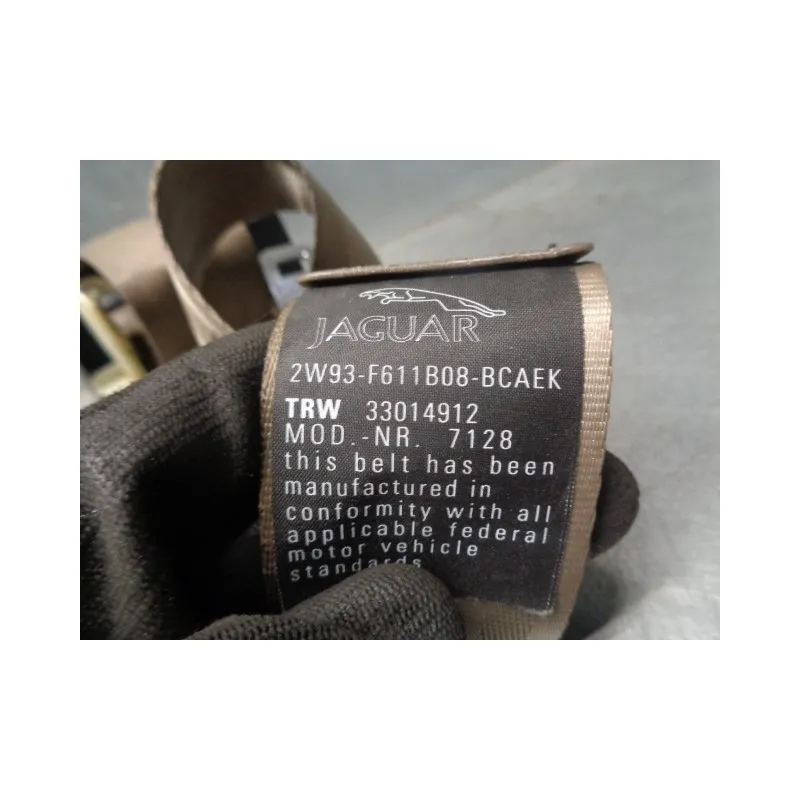 JAGUAR
2W93-F611B08-BCAEK
TRW 33014912
MOD.-NR. 7128
this belt has been
manufactured in
conformity with all
applicable federal
motor vehicle
standards